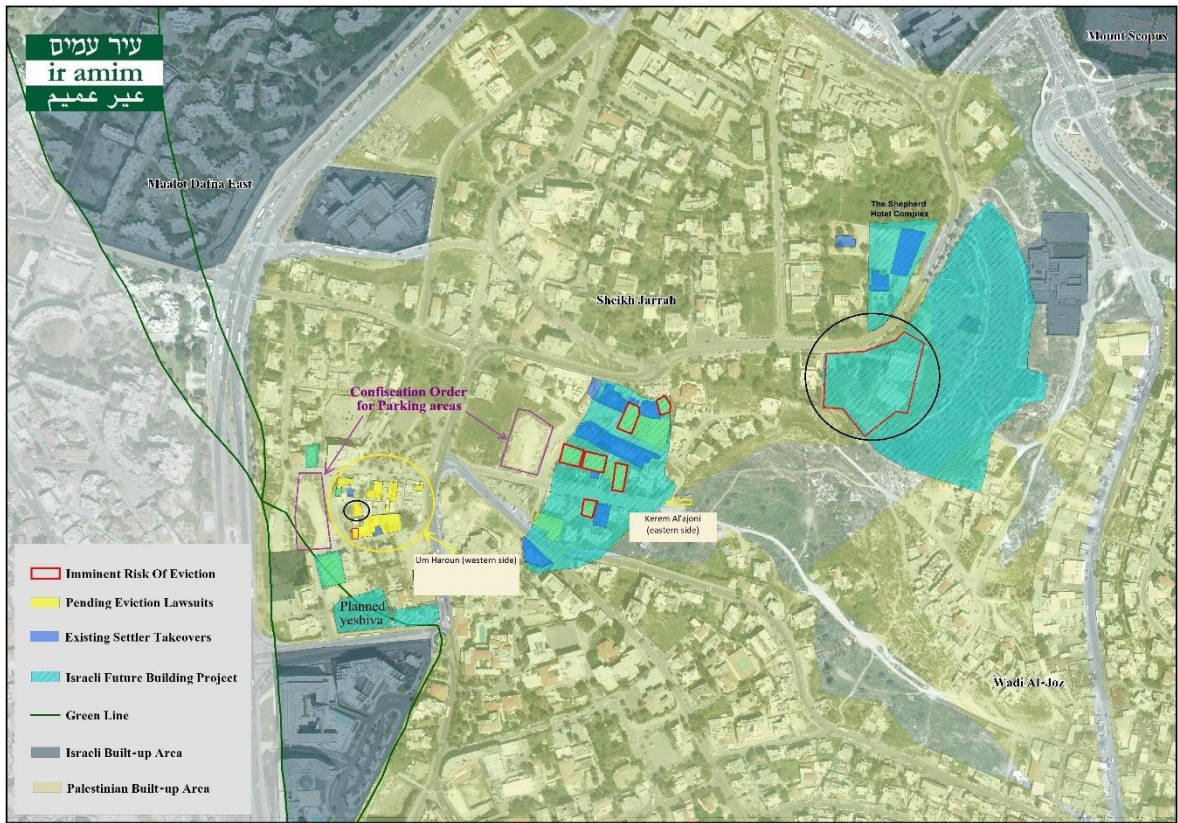 עיר עמים
ir amim
عير عميم
Mount Scopus
Maalot Dafna East
The Shepherd
Hotel Complex
Sheikh Jarrah
Confiscation Order
for Parking areas
Kerem Al'ajoni
(eastern side)
Um Haroun (western side)
Planned
yeshiva
Wadi Al-Joz
Imminent Risk Of Eviction
Pending Eviction Lawsuits
Existing Settler Takeovers
Israeli Future Building Project
Green Line
Israeli Built-up Area
Palestinian Built-up Area